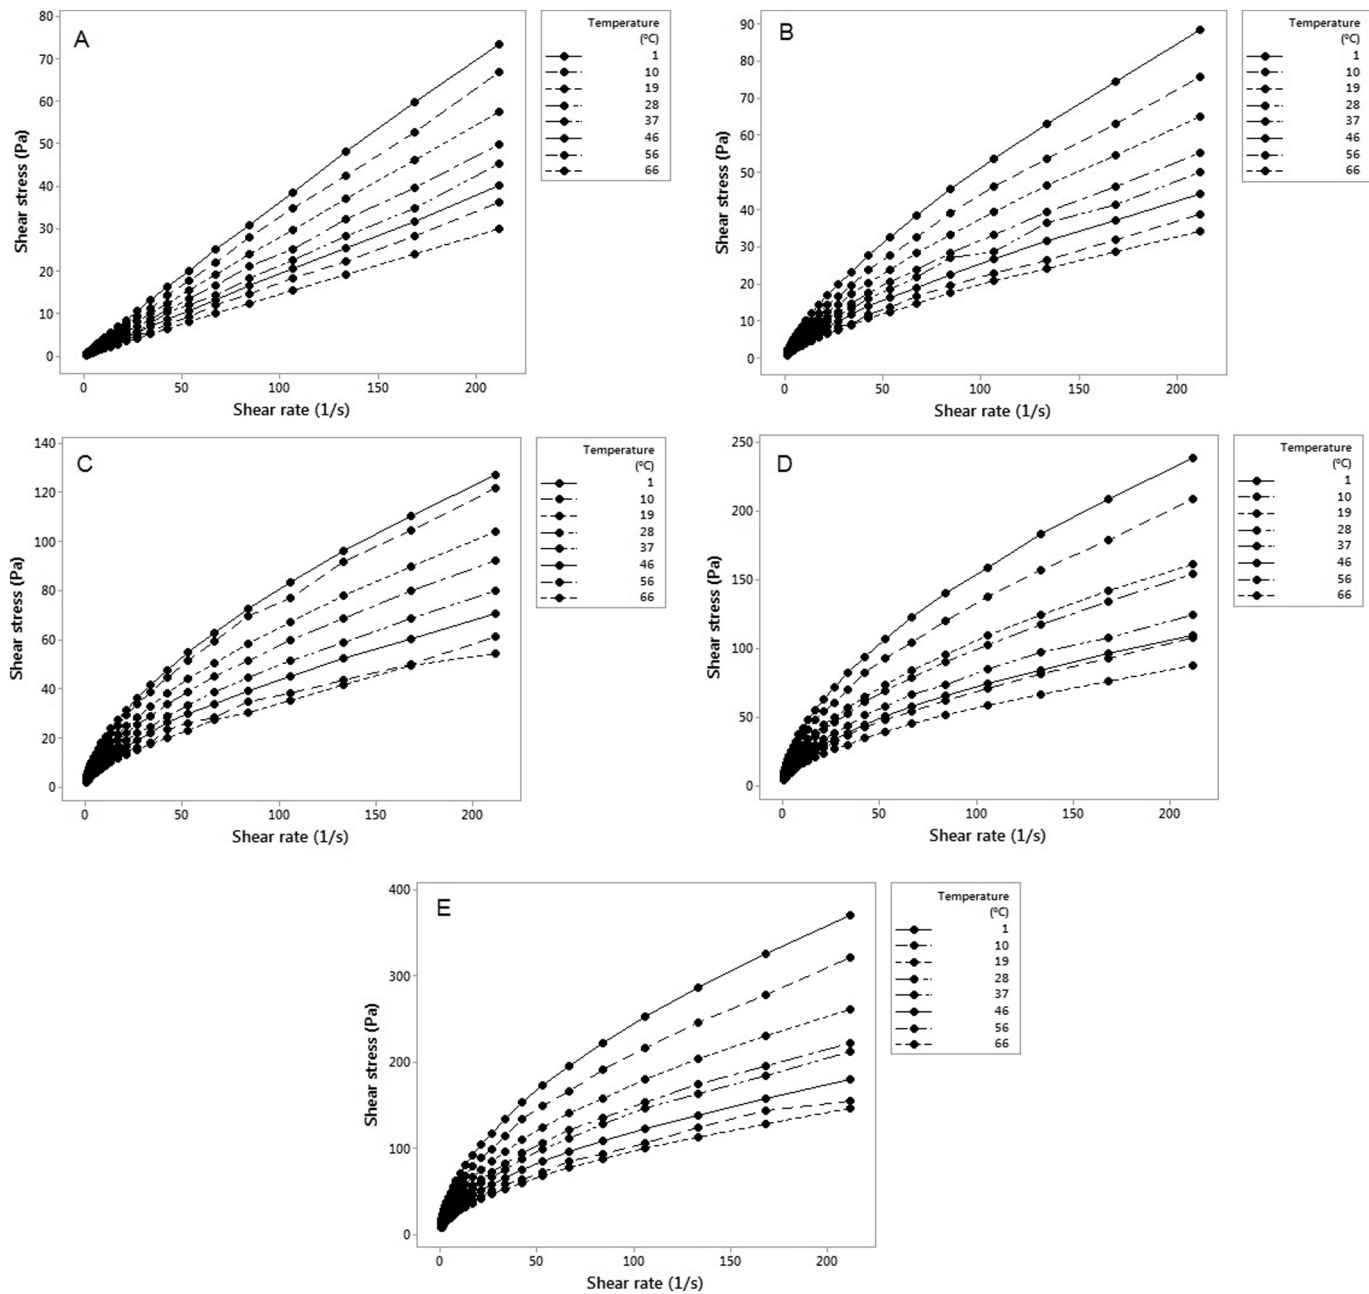 A
Shear stress (Pa)
80
70
60
50
40
30
20
10
0
0 50 100 150 200
Shear rate (1/s)
Temperature
(ºC)
1
10
19
28
37
46
56
66
B
Shear stress (Pa)
90
80
70
60
50
40
30
20
10
0
0 50 100 150 200
Shear rate (1/s)
Temperature
(ºC)
1
10
19
28
37
46
56
66
C
Shear stress (Pa)
140
120
100
80
60
40
20
0
0 50 100 150 200
Shear rate (1/s)
Temperature
(ºC)
1
10
19
28
37
46
56
66
D
Shear stress (Pa)
250
200
150
100
50
0
0 50 100 150 200
Shear rate (1/s)
Temperature
(ºC)
1
10
19
28
37
46
56
66
E
Shear stress (Pa)
400
300
200
100
0
0 50 100 150 200
Shear rate (1/s)
Temperature
(ºC)
1
10
19
28
37
46
56
66